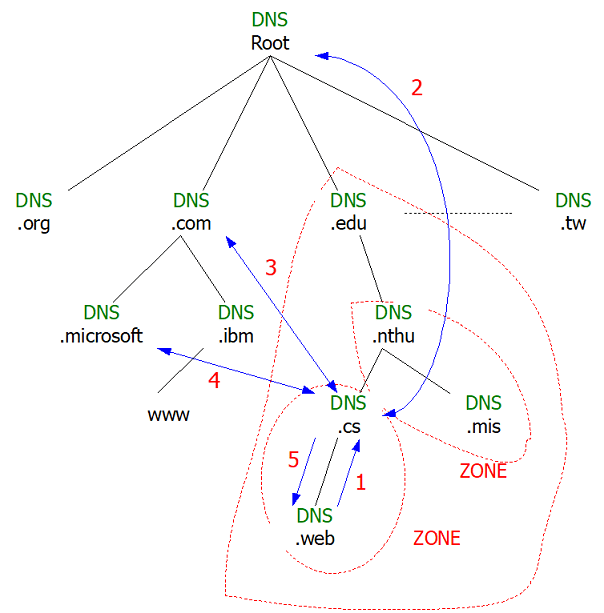 DNS
Root
2
DNS
.org
DNS
.com
DNS
.edu
DNS
.tw
3
DNS
.microsoft
DNS
.ibm
DNS
.nthu
4
www
DNS
.cs
DNS
.mis
5
1
ZONE
DNS
.web
ZONE